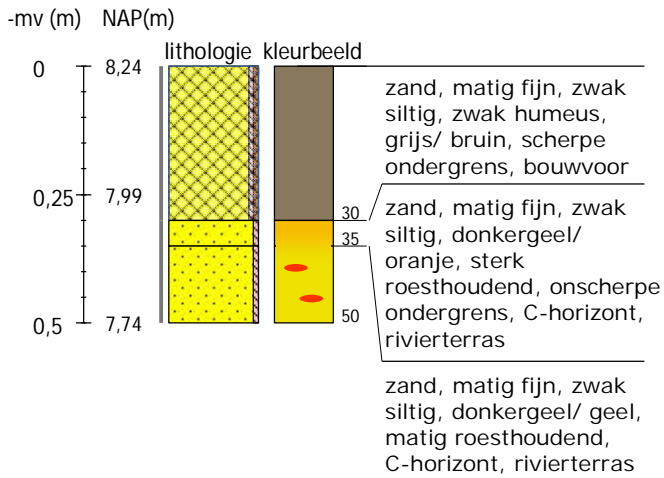 -mv (m) NAP(m)
lithologie kleurbeeld
0 8,24
zand, matig fijn, zwak
siltig, zwak humeus,
grijs/ bruin, scherpe
ondergrens, bouwvoor
0,25 7,99
30
zand, matig fijn, zwak
siltig, donkergeel/
oranje, sterk
roesthoudend, onscherpe
ondergrens, C-horizont,
rivierterras
35
0,5 7,74
50
zand, matig fijn, zwak
siltig, donkergeel/ geel,
matig roesthoudend,
C-horizont, rivierterras